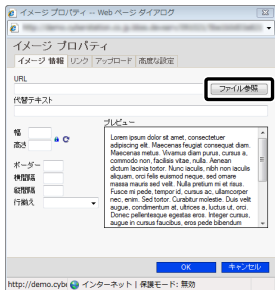 イメージ プロパティ -- Web ページ ダイアログ
イメージ プロパティ
イメージ 情報 リンク アップロード 高度な設定
URL
ファイル参照
代替テキスト
幅
高さ
ボーダー
横間隔
縦間隔
行揃え
プレビュー
Lorem ipsum dolor sit amet, consectetuer
adipiscing elit. Maecenas feugiat consequat diam.
Maecenas metus. Vivamus diam purus, cursus a,
commodo non, facilisis vitae, nulla. Aenean
dictum lacinia tortor. Nunc iaculis, nibh non iaculis
aliquam, orci felis euismod neque, sed ornare
massa mauris sed velit. Nulla pretium mi et risus.
Fusce mi pede, tempor id, cursus ac, ullamcorper
nec, enim. Sed tortor. Curabitur molestie. Duis velit
augue, condimentum at, ultrices a, luctus ut, orci.
Donec pellentesque egestas eros. Integer cursus,
augue in cursus faucibus, eros pede bibendum
OK キャンセル
http://demo.cyb インターネット | 保護モード: 無効